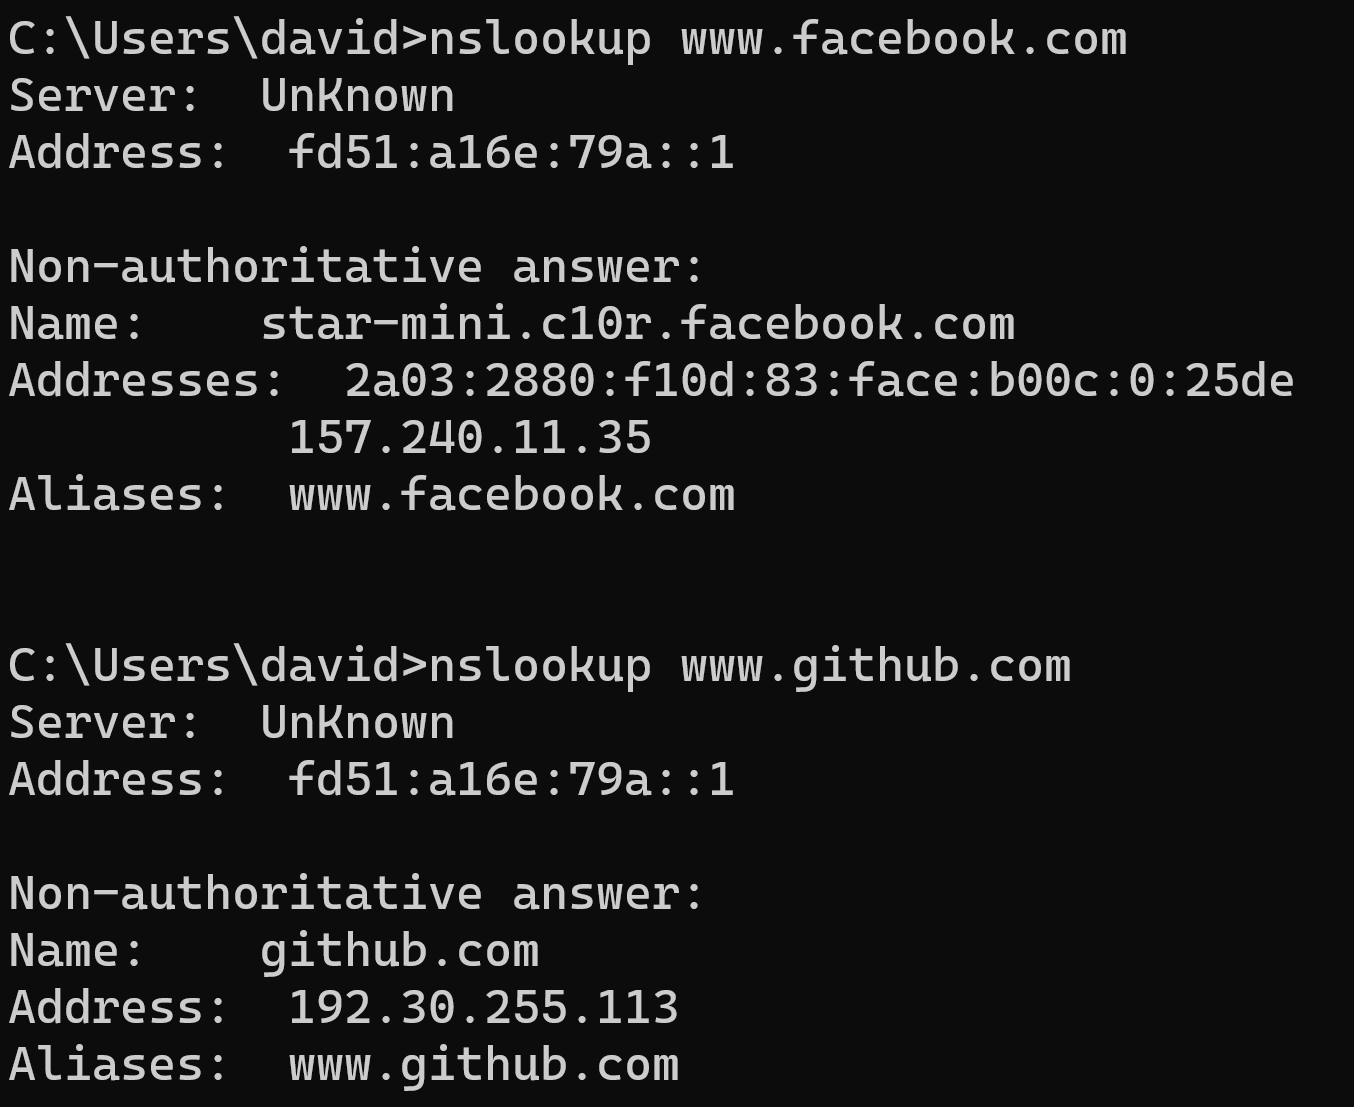 C:\Users\david>nslookup www.facebook.com
Server:  UnKnown
Address:  fd51:a16e:79a::1

Non-authoritative answer:
Name:    star-mini.c10r.facebook.com
Addresses:  2a03:2880:f10d:83:face:b00c:0:25de
          157.240.11.35
Aliases:  www.facebook.com


C:\Users\david>nslookup www.github.com
Server:  UnKnown
Address:  fd51:a16e:79a::1

Non-authoritative answer:
Name:    github.com
Address:  192.30.255.113
Aliases:  www.github.com